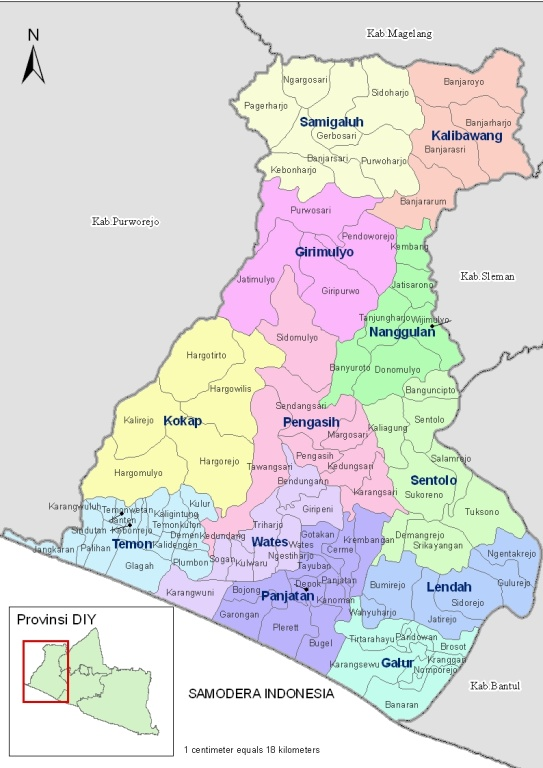 Kab.Magelang
N
Ngargosari
Sidoharjo
Pagerharjo
Samigaluh
Gerbosari
Banjarsari
Purwoharjo
Kebonharjo
Banjaroyo
Banjarharjo
Kalibawang
Banjarasri
Banjararum
Kab.Purworejo
Purwosari
Pendoworejo
Girimulyo
Jatimulyo
Giripurwo
Kab.Sleman
Kembang
Jatisarono
Tanjungharjo
Wijimulyo
Nanggulan
Banyuroto
Donomulyo
Hargotirto
Hargowilis
Kalirejo
Kokap
Hargorejo
Hargomulyo
Sidomulyo
Sendangsari
Pengasih
Margosari
Pengasih
Kedungsan
Tawangsari
Bendungann
Karangsari
Banguncipto
Sentolo
Kaliagung
Salamrejo
Sentolo
Sukoreno
Tuksono
Demangrejo
Srikayangan
Karangwuluh
Temonwetan
Kaligintung
Kulur
Janten
Temonkulon
Sindutan
Kebonrejo
Demen
Kedundang
Jangkaran
Palihan
Temon
Kalidengen
Glagah
Plumbon
Giripeni
Triharjo
Wates
Wates
Sogan
Kulwaru
Ngestiharjo
Karangwuni
Gotakan
Krembangan
Cerme
Tayuban
Depok
Panjatan
Bojong
Panjatan
Kanoman
Garongan
Plerett
Bugel
Ngentakrejo
Bumirejo
Lendah
Gulurejo
Sidorejo
Wahyuharjo
Jatirejo
Tirtarahayu
Pandowan
Brosot
Karangsewu
Galur
Kranggan
Nomporejo
Banaran
Kab.Bantul
Provinsi DIY
SAMODERA INDONESIA
1 centimeter equals 18 kilometers